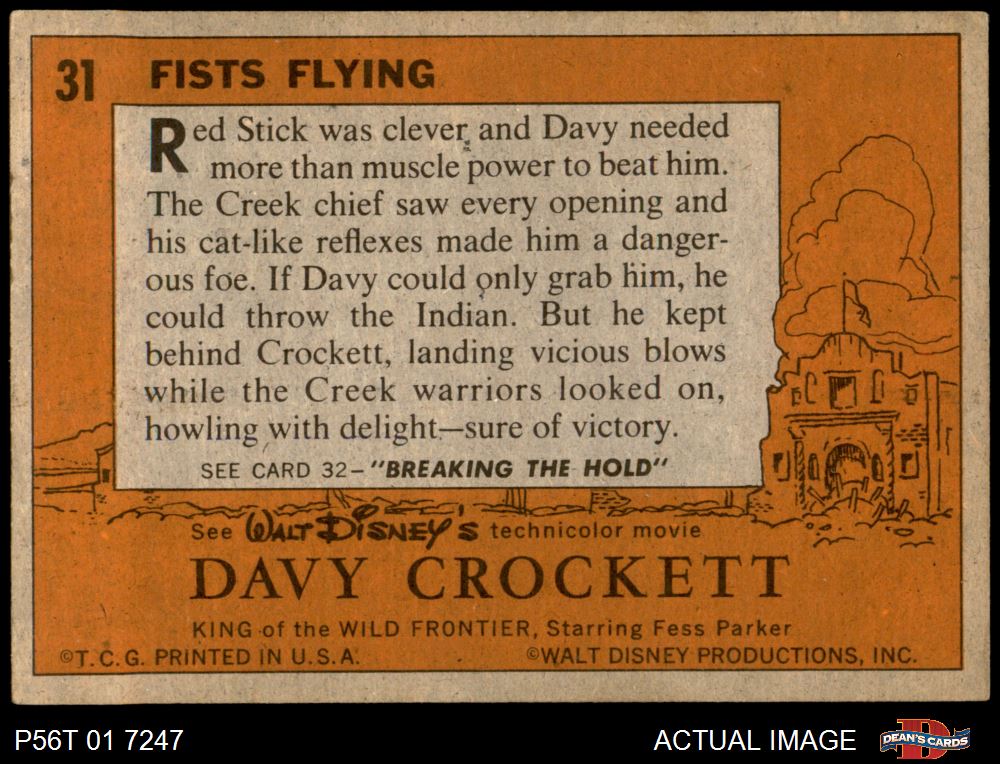 31 FISTS FLYING
Red Stick was clever and Davy needed
more than muscle power to beat him.
The Creek chief saw every opening and
his cat-like reflexes made him a danger-
ous foe. If Davy could only grab him, he
could throw the Indian. But he kept
behind Crockett, landing vicious blows
while the Creek warriors looked on,
howling with delight—sure of victory.
SEE CARD 32–"BREAKING THE HOLD"
See WALT DISNEY'S technicolor movie
DAVY CROCKETT
KING of the WILD FRONTIER, Starring Fess Parker
©T.C.G. PRINTED IN U.S.A. ©WALT DISNEY PRODUCTIONS, INC.
P56T 01 7247 ACTUAL IMAGE DEAN'S CARDS